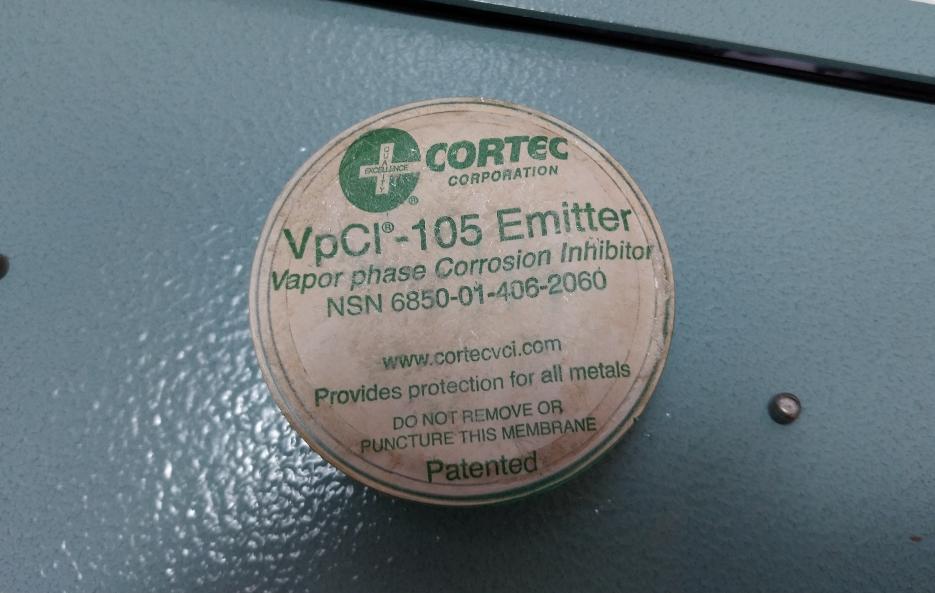 QUALITY
EXCELLENCE
CORTEC
CORPORATION
®
VpCI®-105 Emitter
Vapor phase Corrosion Inhibitor
NSN 6850-01-406-2060
www.cortecvci.com
Provides protection for all metals
DO NOT REMOVE OR
PUNCTURE THIS MEMBRANE
Patented